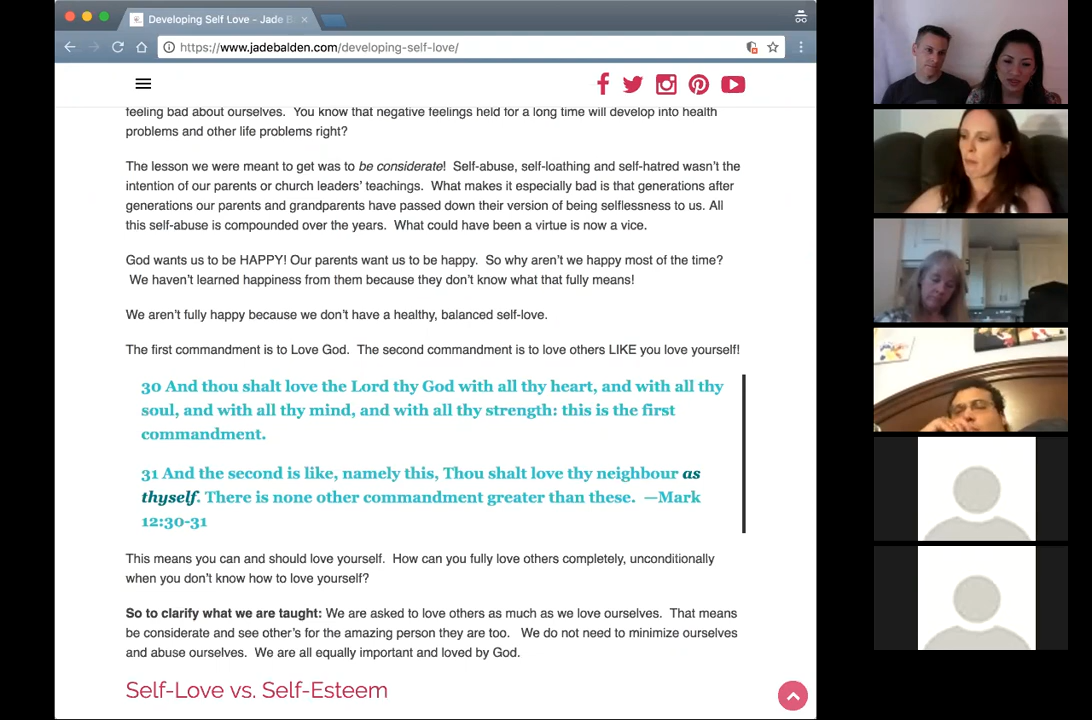 Developing Self Love - Jade B
https://www.jadebalden.com/developing-self-love/
feeling bad about ourselves.  You know that negative feelings held for a long time will develop into health
problems and other life problems right?
The lesson we were meant to get was to be considerate!  Self-abuse, self-loathing and self-hatred wasn't the
intention of our parents or church leaders' teachings.  What makes it especially bad is that generations after
generations our parents and grandparents have passed down their version of being selflessness to us. All
this self-abuse is compounded over the years.  What could have been a virtue is now a vice.
God wants us to be HAPPY! Our parents want us to be happy.  So why aren't we happy most of the time?
We haven't learned happiness from them because they don't know what that fully means!
We aren't fully happy because we don't have a healthy, balanced self-love.
The first commandment is to Love God.  The second commandment is to love others LIKE you love yourself!
30 And thou shalt love the Lord thy God with all thy heart, and with all thy
soul, and with all thy mind, and with all thy strength: this is the first
commandment.
31 And the second is like, namely this, Thou shalt love thy neighbour as
thyself. There is none other commandment greater than these.  —Mark
12:30-31
This means you can and should love yourself.  How can you fully love others completely, unconditionally
when you don't know how to love yourself?
So to clarify what we are taught: We are asked to love others as much as we love ourselves.  That means
be considerate and see other's for the amazing person they are too.   We do not need to minimize ourselves
and abuse ourselves.  We are all equally important and loved by God.
Self-Love vs. Self-Esteem